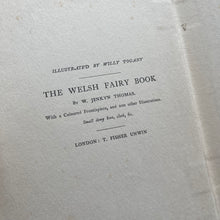 ILLUSTRATED BY WILLY POGÁNY
THE WELSH FAIRY BOOK
BY W. JENKYN THOMAS.
With a Coloured Frontispiece, and 100 other Illustrations.
Small demy 8vo, cloth, 6s.
LONDON: T. FISHER UNWIN